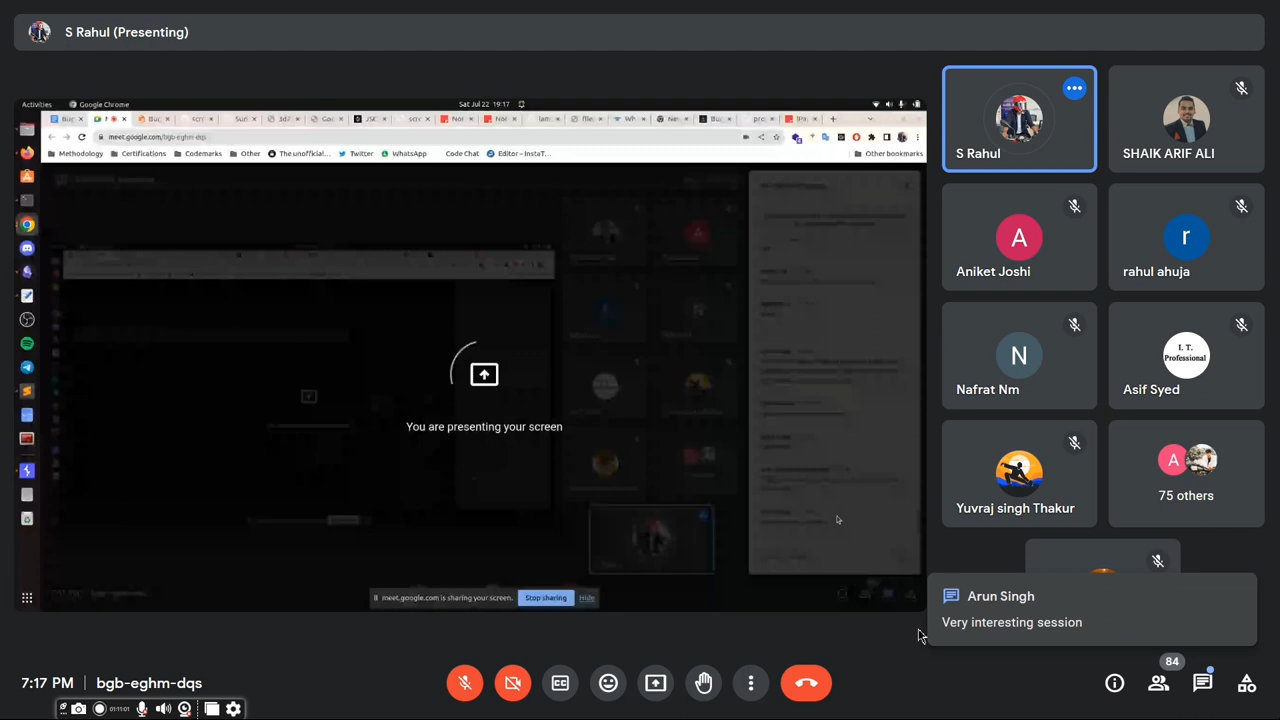 S Rahul (Presenting)
Activities
Google Chrome
Sat Jul 22 19:17
meet.google.com/bgb-eghm-dqs
Methodology
Certifications
Codemarks
Other
The unofficial...
Twitter
WhatsApp
Code Chat
Editor – InstaT...
Other bookmarks
You are presenting your screen
meet.google.com is sharing your screen.
Stop sharing
Hide
S Rahul
SHAIK ARIF ALI
A
Aniket Joshi
r
rahul ahuja
N
Nafrat Nm
I. T.
Professional
Asif Syed
Yuvraj singh Thakur
A
75 others
Arun Singh
Very interesting session
7:17 PM
bgb-eghm-dqs
84
01:11:01